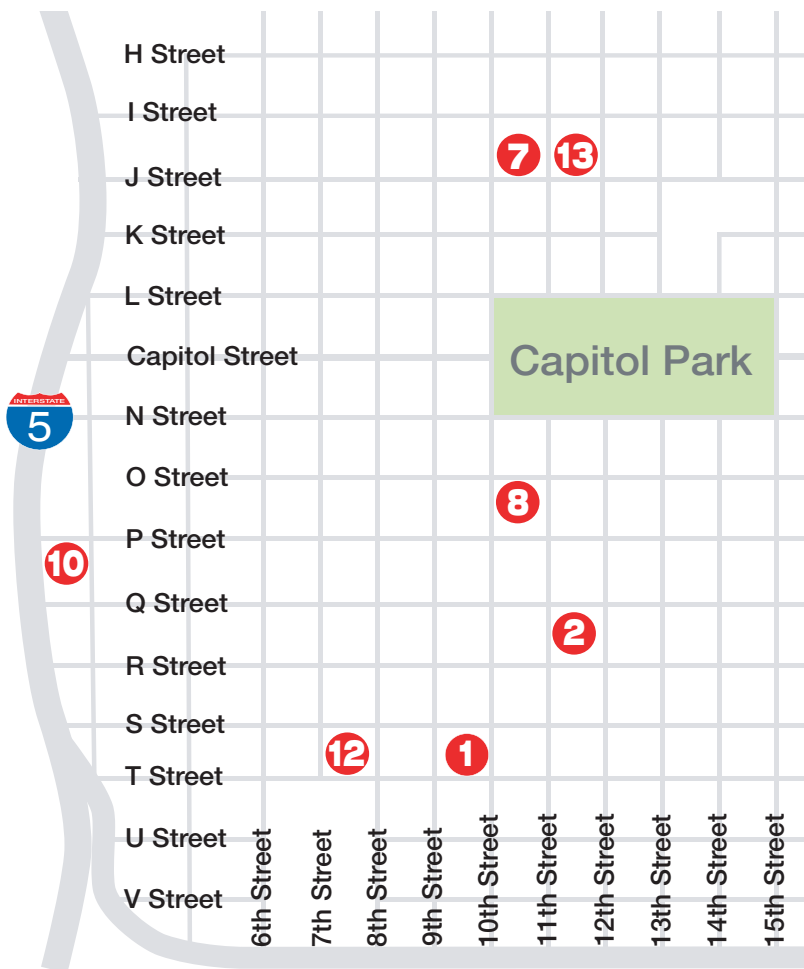 H Street
I Street
7
13
J Street
K Street
L Street
Capitol Street
Capitol Park
INTERSTATE
5
N Street
O Street
8
P Street
10
Q Street
2
R Street
S Street
12
1
T Street
U Street
V Street
6th Street
7th Street
8th Street
9th Street
10th Street
11th Street
12th Street
13th Street
14th Street
15th Street